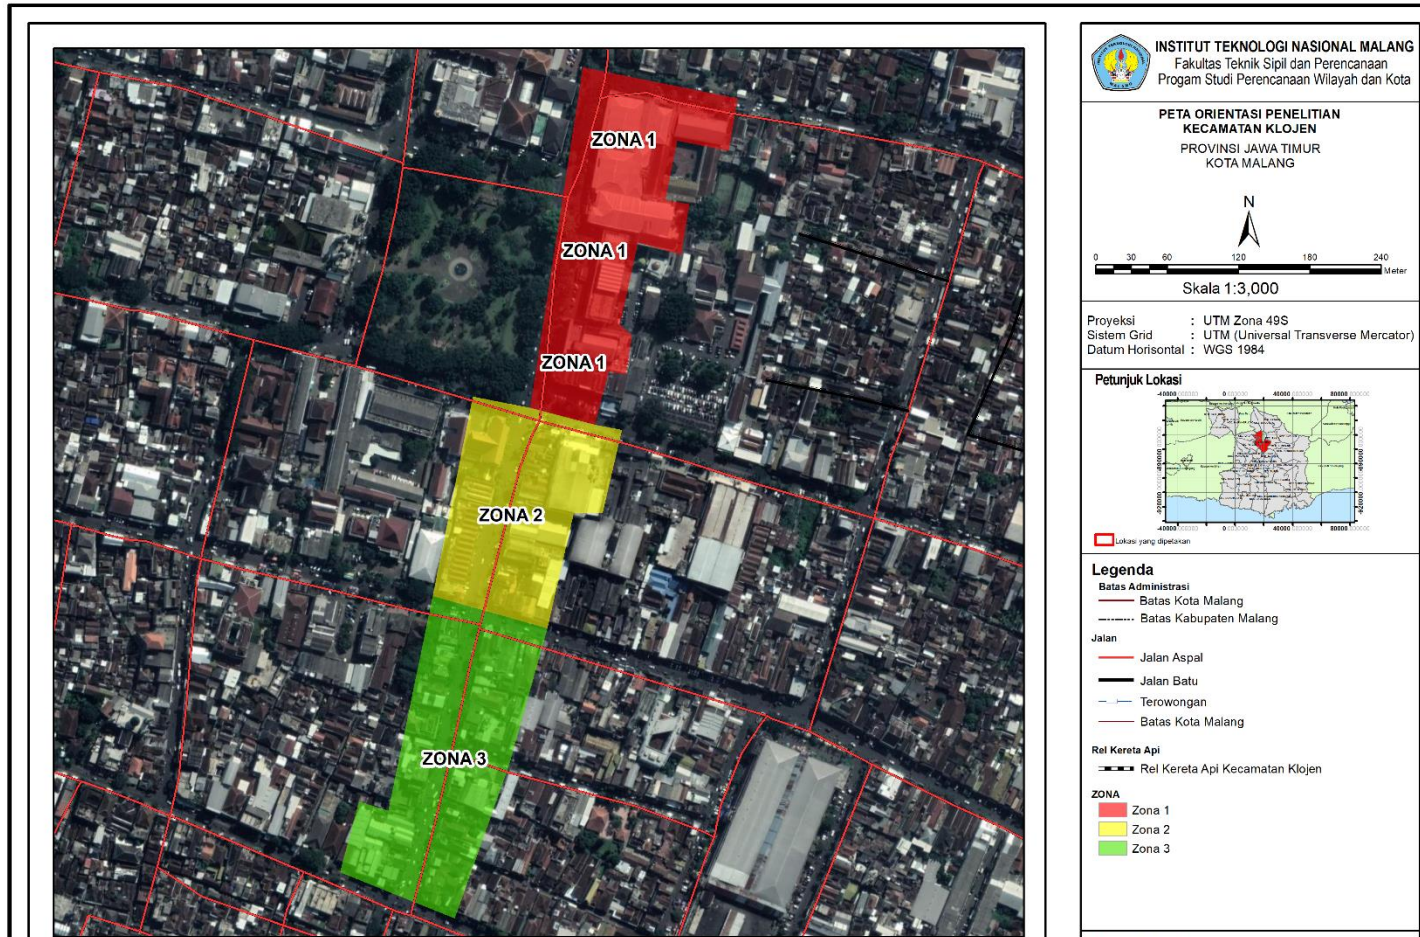 ZONA 1
ZONA 1
ZONA 1
ZONA 2
ZONA 3
INSTITUT TEKNOLOGI NASIONAL MALANG
Fakultas Teknik Sipil dan Perencanaan
Progam Studi Perencanaan Wilayah dan Kota
PETA ORIENTASI PENELITIAN
KECAMATAN KLOJEN
PROVINSI JAWA TIMUR
KOTA MALANG
N
0 30 60 120 180 240
Meter
Skala 1:3,000
Proyeksi : UTM Zona 49S
Sistem Grid : UTM (Universal Transverse Mercator)
Datum Horisontal : WGS 1984
Petunjuk Lokasi
Lokasi yang dipetakan
Legenda
Batas Administrasi
Batas Kota Malang
Batas Kabupaten Malang
Jalan
Jalan Aspal
Jalan Batu
Terowongan
Batas Kota Malang
Rel Kereta Api
Rel Kereta Api Kecamatan Klojen
ZONA
Zona 1
Zona 2
Zona 3